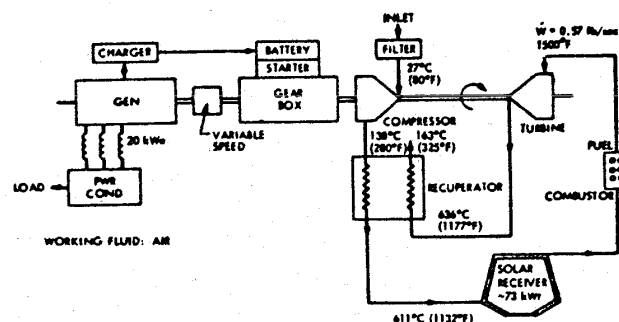 INLET
Ẇ = 0.57 lb/sec
1500°F
CHARGER
BATTERY
STARTER
FILTER
27°C
(80°F)
GEN
GEAR
BOX
COMPRESSOR
TURBINE
VARIABLE
SPEED
20 kWe
138°C
(280°F)
163°C
(325°F)
FUEL
COMBUSTOR
LOAD
PWR
COND
RECUPERATOR
636°C
(1177°F)
WORKING FLUID: AIR
SOLAR
RECEIVER
~73 kWt
611°C (1132°F)